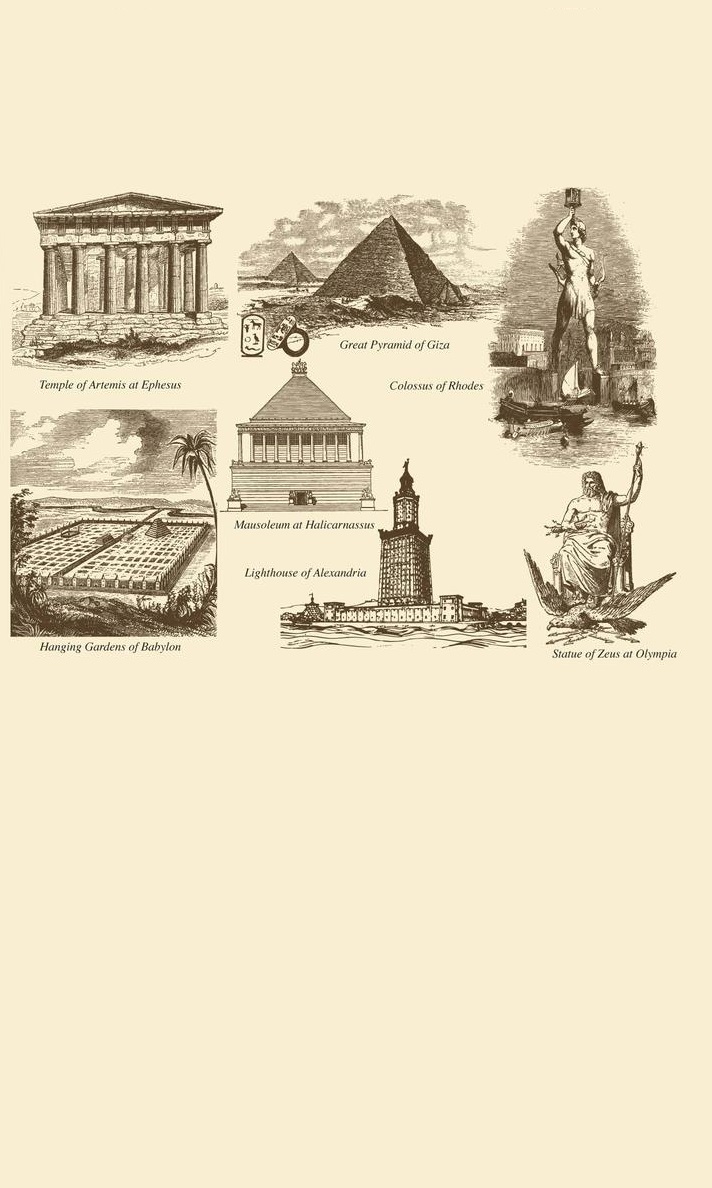 Great Pyramid of Giza
Temple of Artemis at Ephesus
Colossus of Rhodes
Mausoleum at Halicarnassus
Lighthouse of Alexandria
Hanging Gardens of Babylon
Statue of Zeus at Olympia